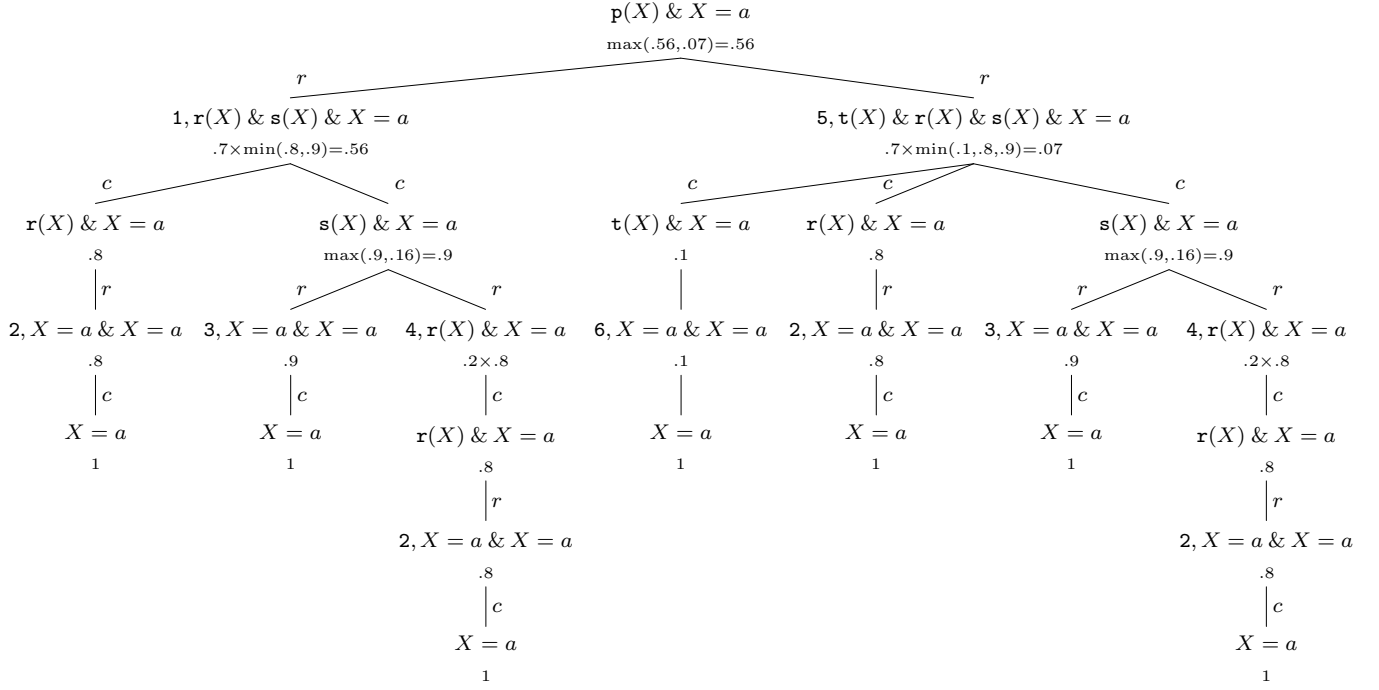 p(X) & X = a
max(.56,.07)=.56
r r
1, r(X) & s(X) & X = a 5, t(X) & r(X) & s(X) & X = a
.7×min(.8,.9)=.56 .7×min(.1,.8,.9)=.07
c c c c c
r(X) & X = a s(X) & X = a t(X) & X = a r(X) & X = a s(X) & X = a
.8 max(.9,.16)=.9 .1 .8 max(.9,.16)=.9
r r r r r r
2, X = a & X = a 3, X = a & X = a 4, r(X) & X = a 6, X = a & X = a 2, X = a & X = a 3, X = a & X = a 4, r(X) & X = a
.8 .9 .2×.8 .1 .8 .9 .2×.8
c c c c c c
X = a X = a r(X) & X = a X = a X = a X = a r(X) & X = a
1 1 .8 1 1 1 .8
r r
2, X = a & X = a 2, X = a & X = a
.8 .8
c c
X = a X = a
1 1